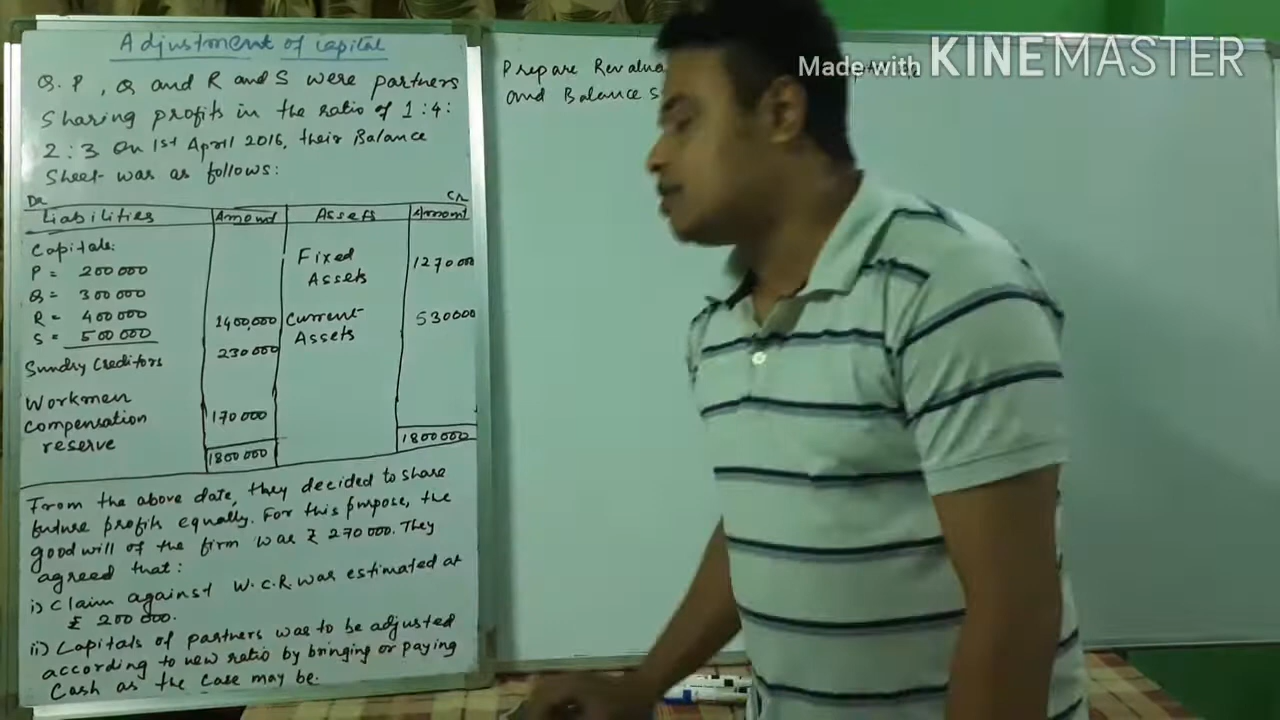 Adjustment of capital
Q. P, Q and R and S were partners
Sharing profits in the ratio of 1:4:
2:3 On 1st April 2016, their Balance
Sheet was as follows:
Dr Cr
Liabilities Amount Assets Amount
Capitals:
P = 200000 Fixed Assets 1270000
Q = 300000
R = 400000 1400,000 Current Assets 530000
S = 500000
Sundry Creditors 230000
Workmen
compensation 170000
reserve
1800000 1800000
From the above date, they decided to share
future profits equally. For this purpose, the
goodwill of the firm was ₹ 270000. They
agreed that:
i) Claim against W.C.R. was estimated at
₹ 200000.
ii) Capitals of partners was to be adjusted
according to new ratio by bringing or paying
Cash as the case may be.
Prepare
and Balance
Made with KINEMASTER